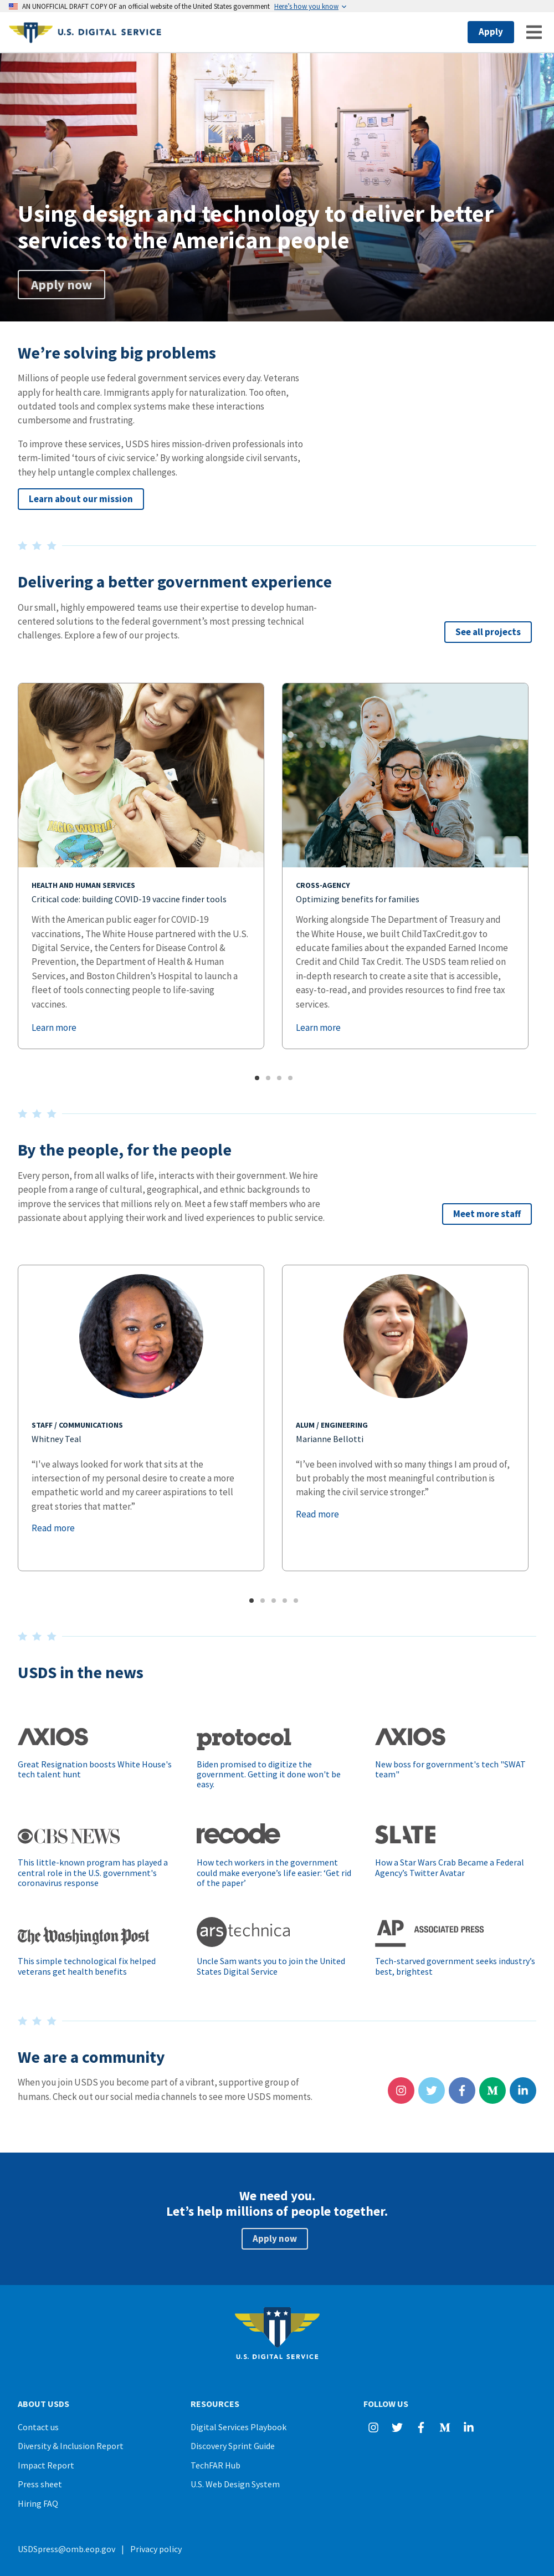 AN UNOFFICIAL DRAFT COPY OF an official website of the United States government Here's how you know
U.S. DIGITAL SERVICE
Apply
Using design and technology to deliver better
services to the American people
Apply now
We're solving big problems
Millions of people use federal government services every day. Veterans
apply for health care. Immigrants apply for naturalization. Too often,
outdated tools and complex systems make these interactions
cumbersome and frustrating.
To improve these services, USDS hires mission-driven professionals into
term-limited 'tours of civic service.' By working alongside civil servants,
they help untangle complex challenges.
Learn about our mission
Delivering a better government experience
Our small, highly empowered teams use their expertise to develop human-
centered solutions to the federal government's most pressing technical
challenges. Explore a few of our projects.
See all projects
HEALTH AND HUMAN SERVICES
Critical code: building COVID-19 vaccine finder tools
With the American public eager for COVID-19
vaccinations, The White House partnered with the U.S.
Digital Service, the Centers for Disease Control &
Prevention, the Department of Health & Human
Services, and Boston Children's Hospital to launch a
fleet of tools connecting people to life-saving
vaccines.
Learn more
CROSS-AGENCY
Optimizing benefits for families
Working alongside The Department of Treasury and
the White House, we built ChildTaxCredit.gov to
educate families about the expanded Earned Income
Credit and Child Tax Credit. The USDS team relied on
in-depth research to create a site that is accessible,
easy-to-read, and provides resources to find free tax
services.
Learn more
By the people, for the people
Every person, from all walks of life, interacts with their government. We hire
people from a range of cultural, geographical, and ethnic backgrounds to
improve the services that millions rely on. Meet a few staff members who are
passionate about applying their work and lived experiences to public service.
Meet more staff
STAFF / COMMUNICATIONS
Whitney Teal
"I've always looked for work that sits at the
intersection of my personal desire to create a more
empathetic world and my career aspirations to tell
great stories that matter."
Read more
ALUM / ENGINEERING
Marianne Bellotti
"I've been involved with so many things I am proud of,
but probably the most meaningful contribution is
making the civil service stronger."
Read more
USDS in the news
AXIOS
Great Resignation boosts White House's
tech talent hunt
protocol
Biden promised to digitize the
government. Getting it done won't be
easy.
AXIOS
New boss for government's tech "SWAT
team"
CBS NEWS
This little-known program has played a
central role in the U.S. government's
coronavirus response
recode
How tech workers in the government
could make everyone's life easier: 'Get rid
of the paper'
SLATE
How a Star Wars Crab Became a Federal
Agency's Twitter Avatar
The Washington Post
This simple technological fix helped
veterans get health benefits
ars technica
Uncle Sam wants you to join the United
States Digital Service
AP ASSOCIATED PRESS
Tech-starved government seeks industry's
best, brightest
We are a community
When you join USDS you become part of a vibrant, supportive group of
humans. Check out our social media channels to see more USDS moments.
We need you.
Let's help millions of people together.
Apply now
U.S. DIGITAL SERVICE
ABOUT USDS
Contact us
Diversity & Inclusion Report
Impact Report
Press sheet
Hiring FAQ
RESOURCES
Digital Services Playbook
Discovery Sprint Guide
TechFAR Hub
U.S. Web Design System
FOLLOW US
USDSpress@omb.eop.gov | Privacy policy